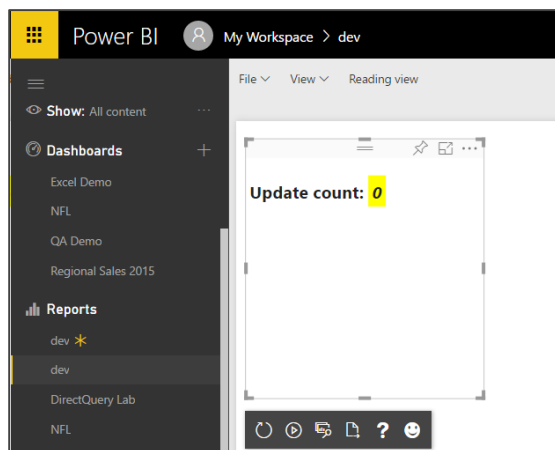 Power BI
My Workspace > dev
File View Reading view
Show: All content
Dashboards
Excel Demo
NFL
QA Demo
Regional Sales 2015
Reports
dev
dev
DirectQuery Lab
NFL
Update count: 0